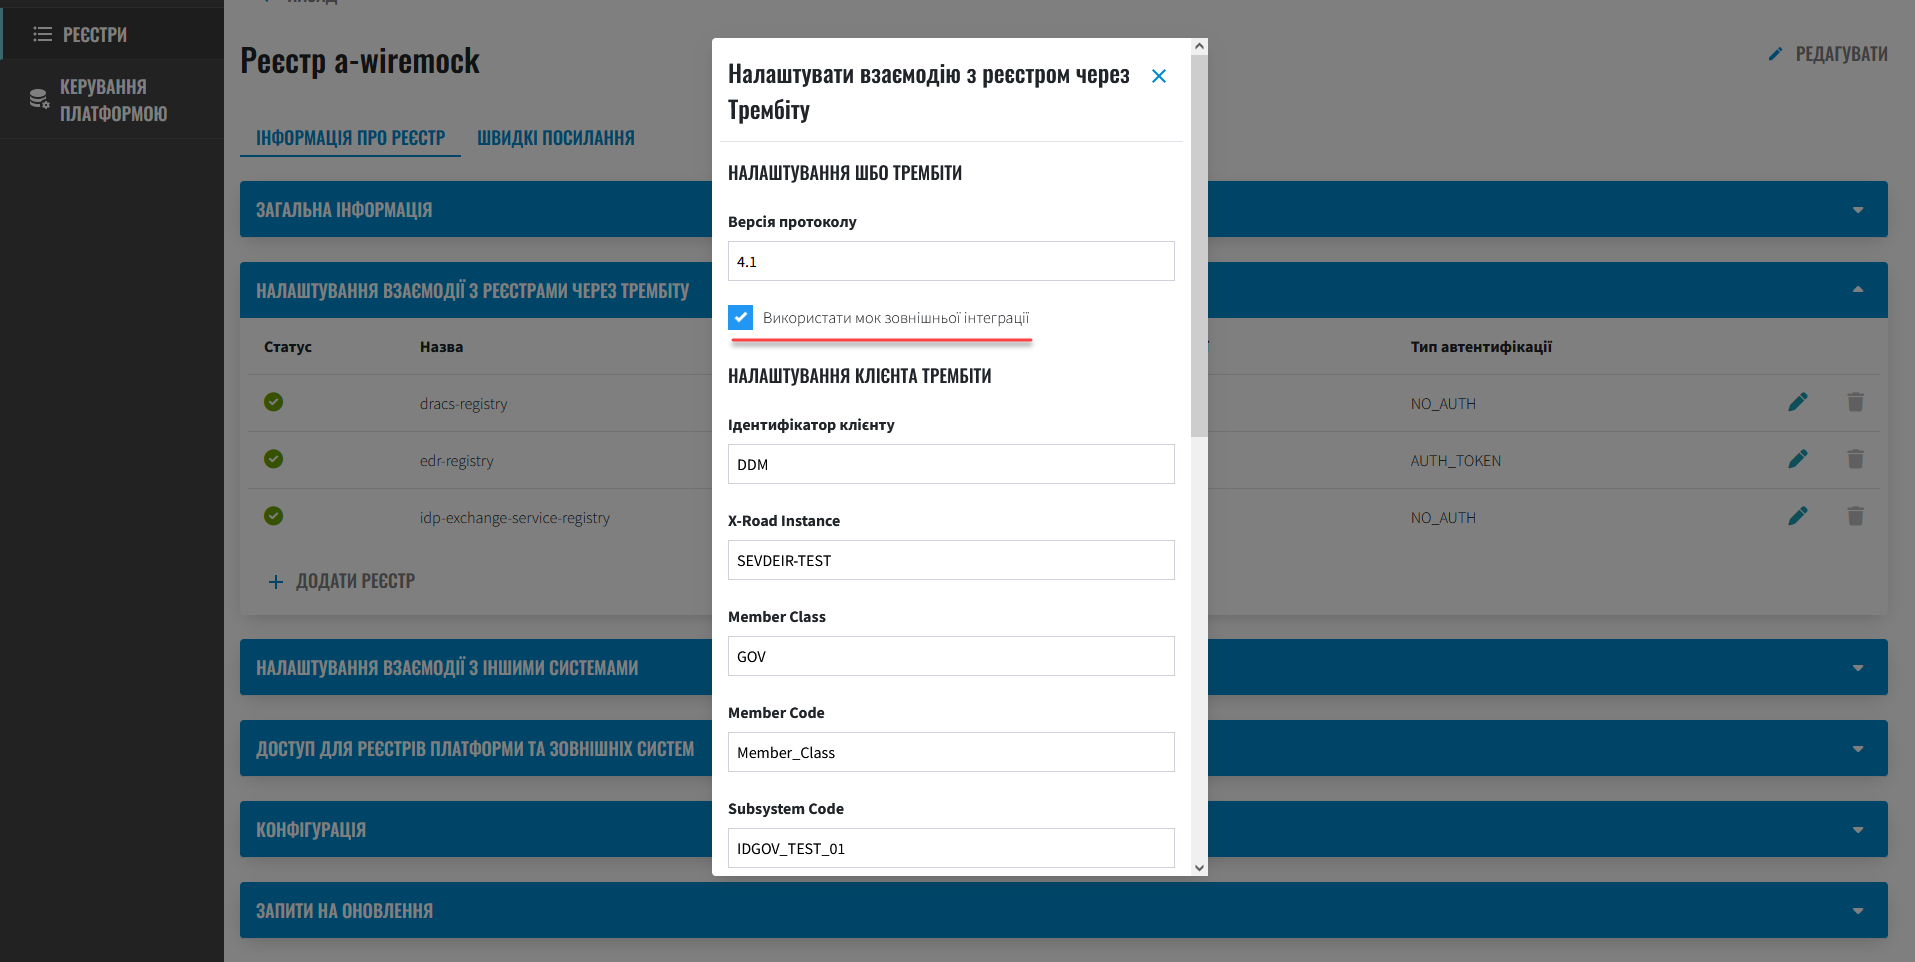 РЕЄСТРИ
КЕРУВАННЯ
ПЛАТФОРМОЮ
Реєстр a-wiremock
РЕДАГУВАТИ
ІНФОРМАЦІЯ ПРО РЕЄСТР
ШВИДКІ ПОСИЛАННЯ
ЗАГАЛЬНА ІНФОРМАЦІЯ
НАЛАШТУВАННЯ ВЗАЄМОДІЇ З РЕЄСТРАМИ ЧЕРЕЗ ТРЕМБІТУ
Статус
Назва
Тип автентифікації
dracs-registry
NO_AUTH
edr-registry
AUTH_TOKEN
idp-exchange-service-registry
NO_AUTH
ДОДАТИ РЕЄСТР
НАЛАШТУВАННЯ ВЗАЄМОДІЇ З ІНШИМИ СИСТЕМАМИ
ДОСТУП ДЛЯ РЕЄСТРІВ ПЛАТФОРМИ ТА ЗОВНІШНІХ СИСТЕМ
КОНФІГУРАЦІЯ
ЗАПИТИ НА ОНОВЛЕННЯ
Налаштувати взаємодію з реєстром через
Трембіту
НАЛАШТУВАННЯ ШБО ТРЕМБІТИ
Версія протоколу
4.1
Використати мок зовнішньої інтеграції
НАЛАШТУВАННЯ КЛІЄНТА ТРЕМБІТИ
Ідентифікатор клієнту
DDM
X-Road Instance
SEVDEIR-TEST
Member Class
GOV
Member Code
Member_Class
Subsystem Code
IDGOV_TEST_01